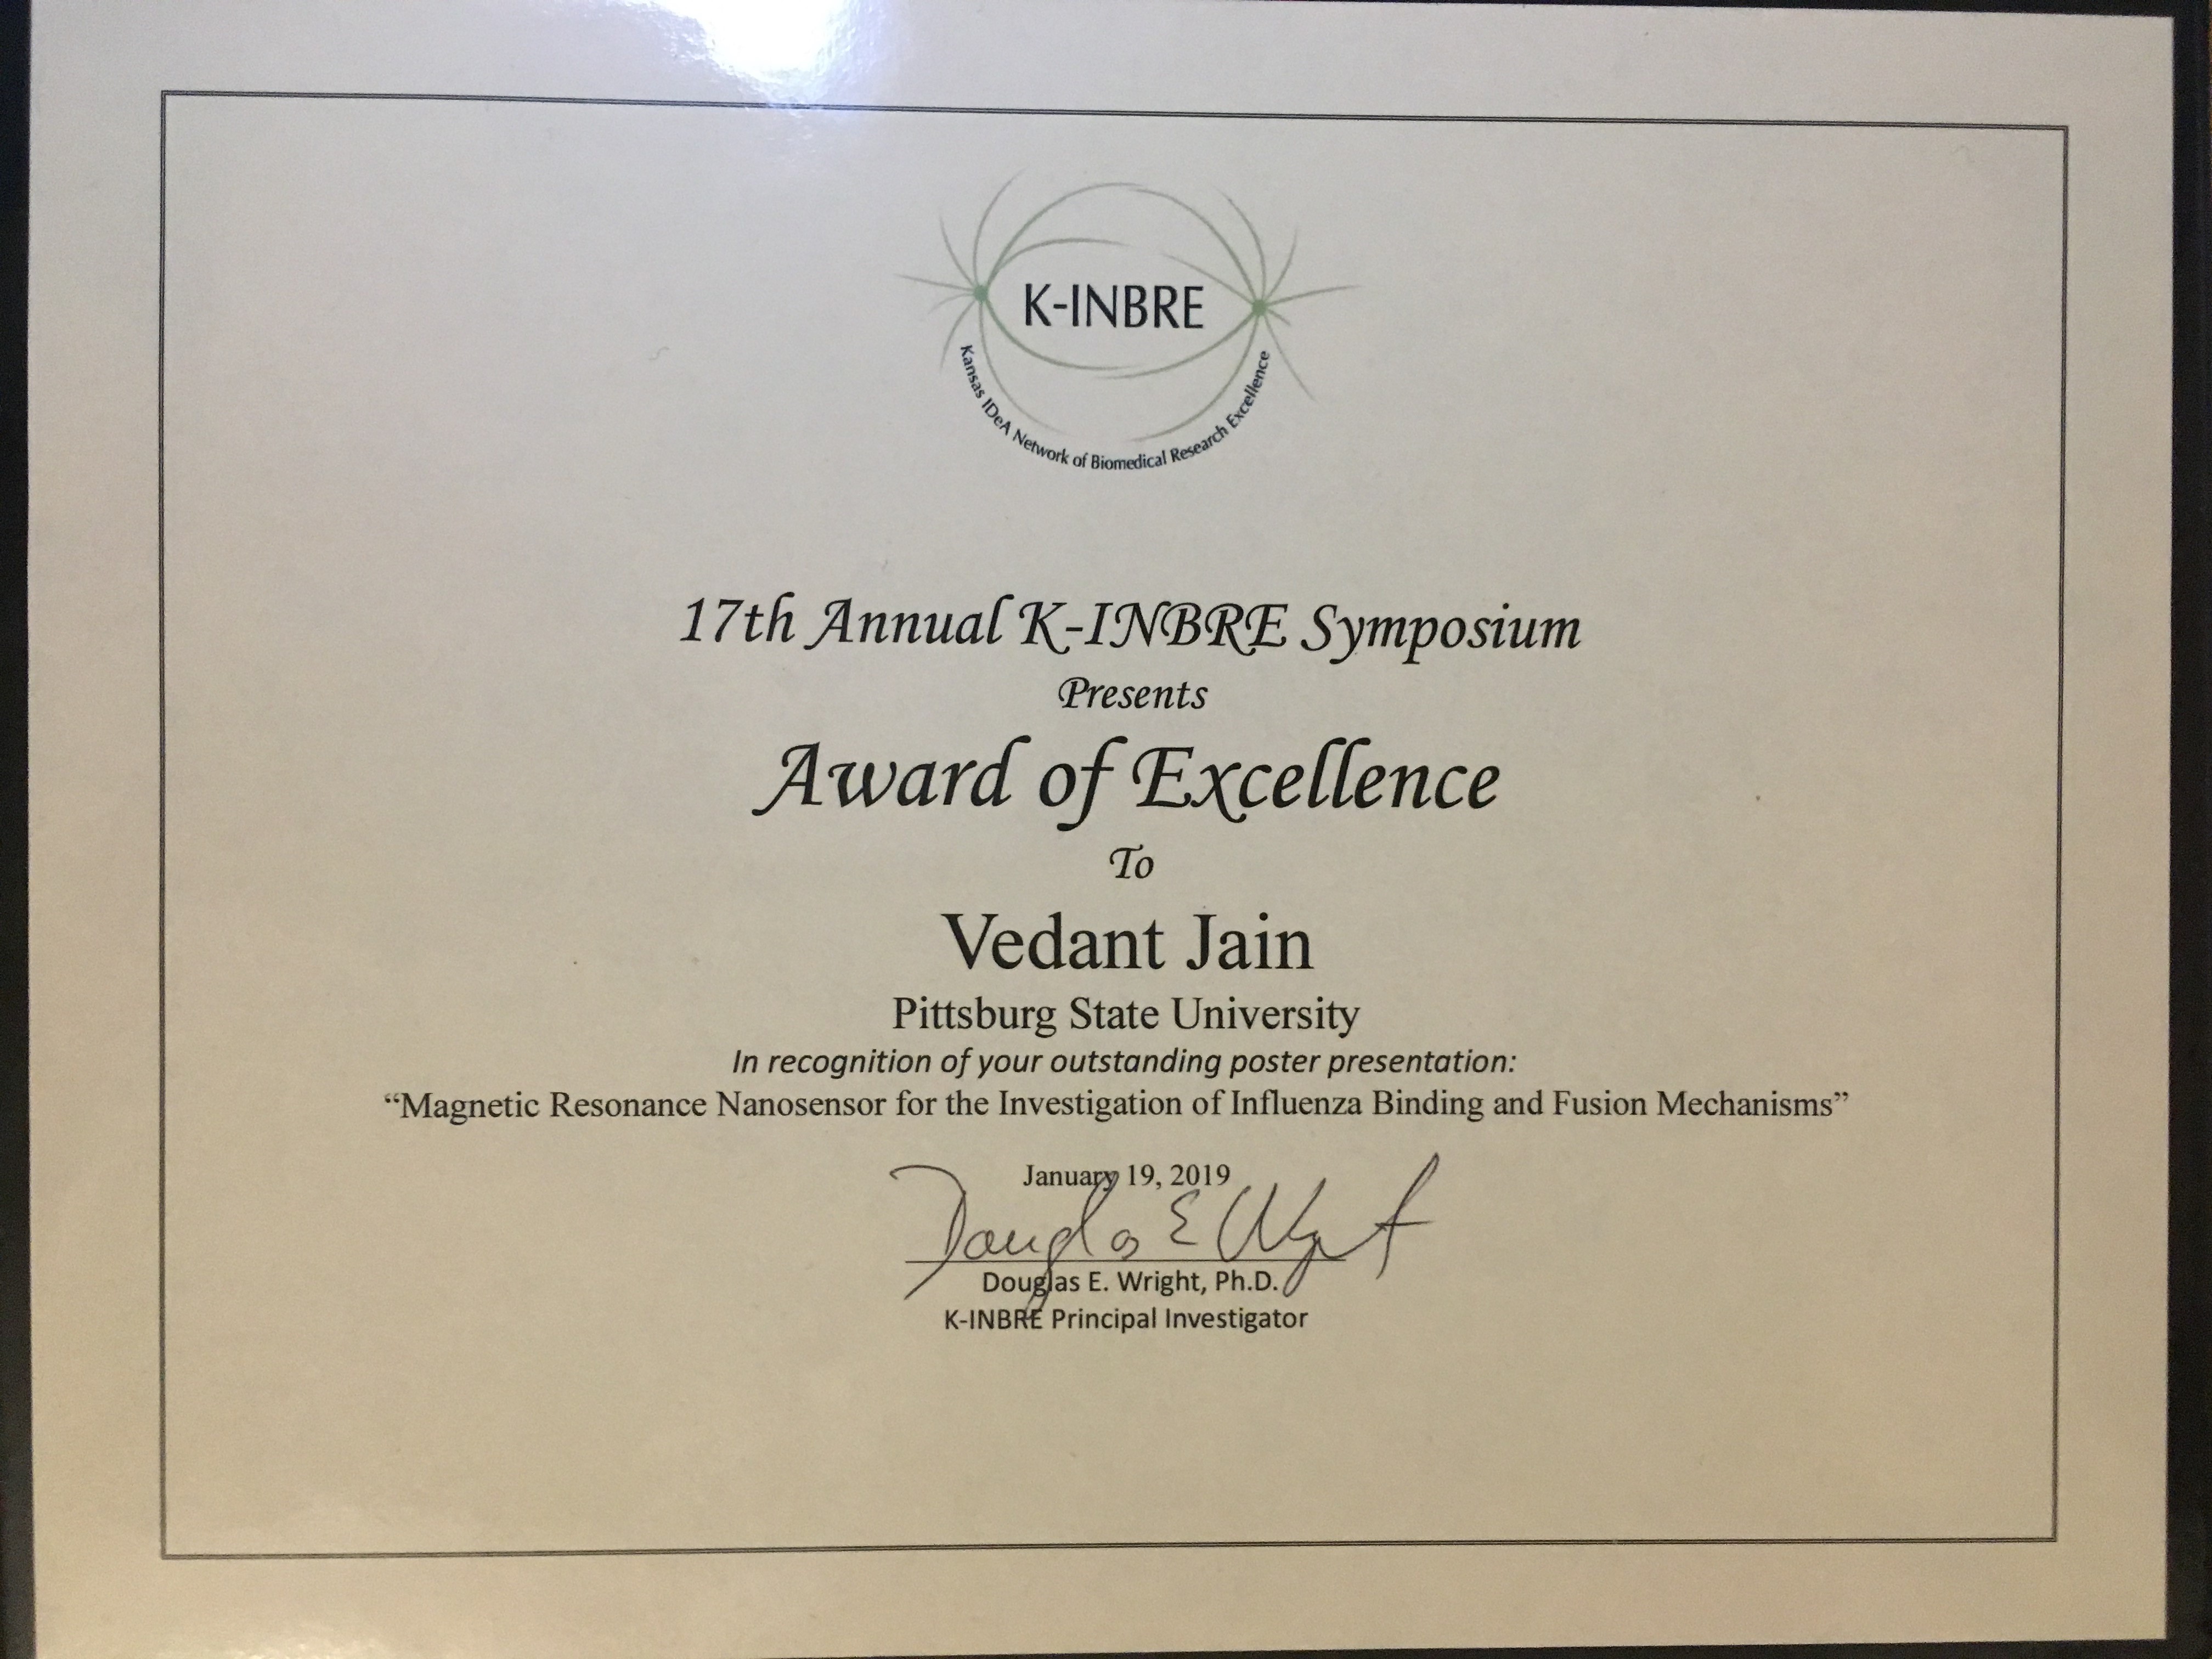 K-INBRE
Kansas IDeA Network of Biomedical Research Excellence
17th Annual K-INBRE Symposium
Presents
Award of Excellence
To
Vedant Jain
Pittsburg State University
In recognition of your outstanding poster presentation:
“Magnetic Resonance Nanosensor for the Investigation of Influenza Binding and Fusion Mechanisms”
January 19, 2019
Douglas E Wright
Douglas E. Wright, Ph.D.
K-INBRE Principal Investigator